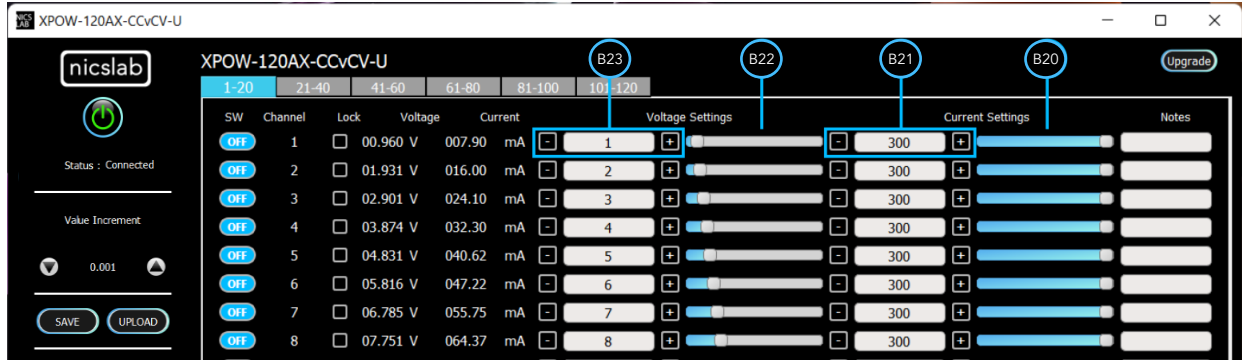 NICS LAB XPOW-120AX-CCvCV-U
nicslab
XPOW-120AX-CCvCV-U B23 B22 B21 B20 Upgrade
1-20 21-40 41-60 61-80 81-100 101-120
SW Channel Lock Voltage Current Voltage Settings Current Settings Notes
OFF 1 00.960 V 007.90 mA - 1 + - 300 +
Status : Connected
OFF 2 01.931 V 016.00 mA - 2 + - 300 +
OFF 3 02.901 V 024.10 mA - 3 + - 300 +
Value Increment
OFF 4 03.874 V 032.30 mA - 4 + - 300 +
OFF 5 04.831 V 040.62 mA - 5 + - 300 +
0.001
OFF 6 05.816 V 047.22 mA - 6 + - 300 +
OFF 7 06.785 V 055.75 mA - 7 + - 300 +
SAVE UPLOAD
OFF 8 07.751 V 064.37 mA - 8 + - 300 +